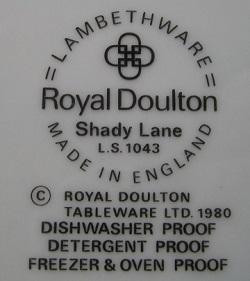 =LAMBETHWARE=
Royal Doulton
Shady Lane
L.S.1043
MADE IN ENGLAND
© ROYAL DOULTON
TABLEWARE LTD. 1980
DISHWASHER PROOF
DETERGENT PROOF
FREEZER & OVEN PROOF